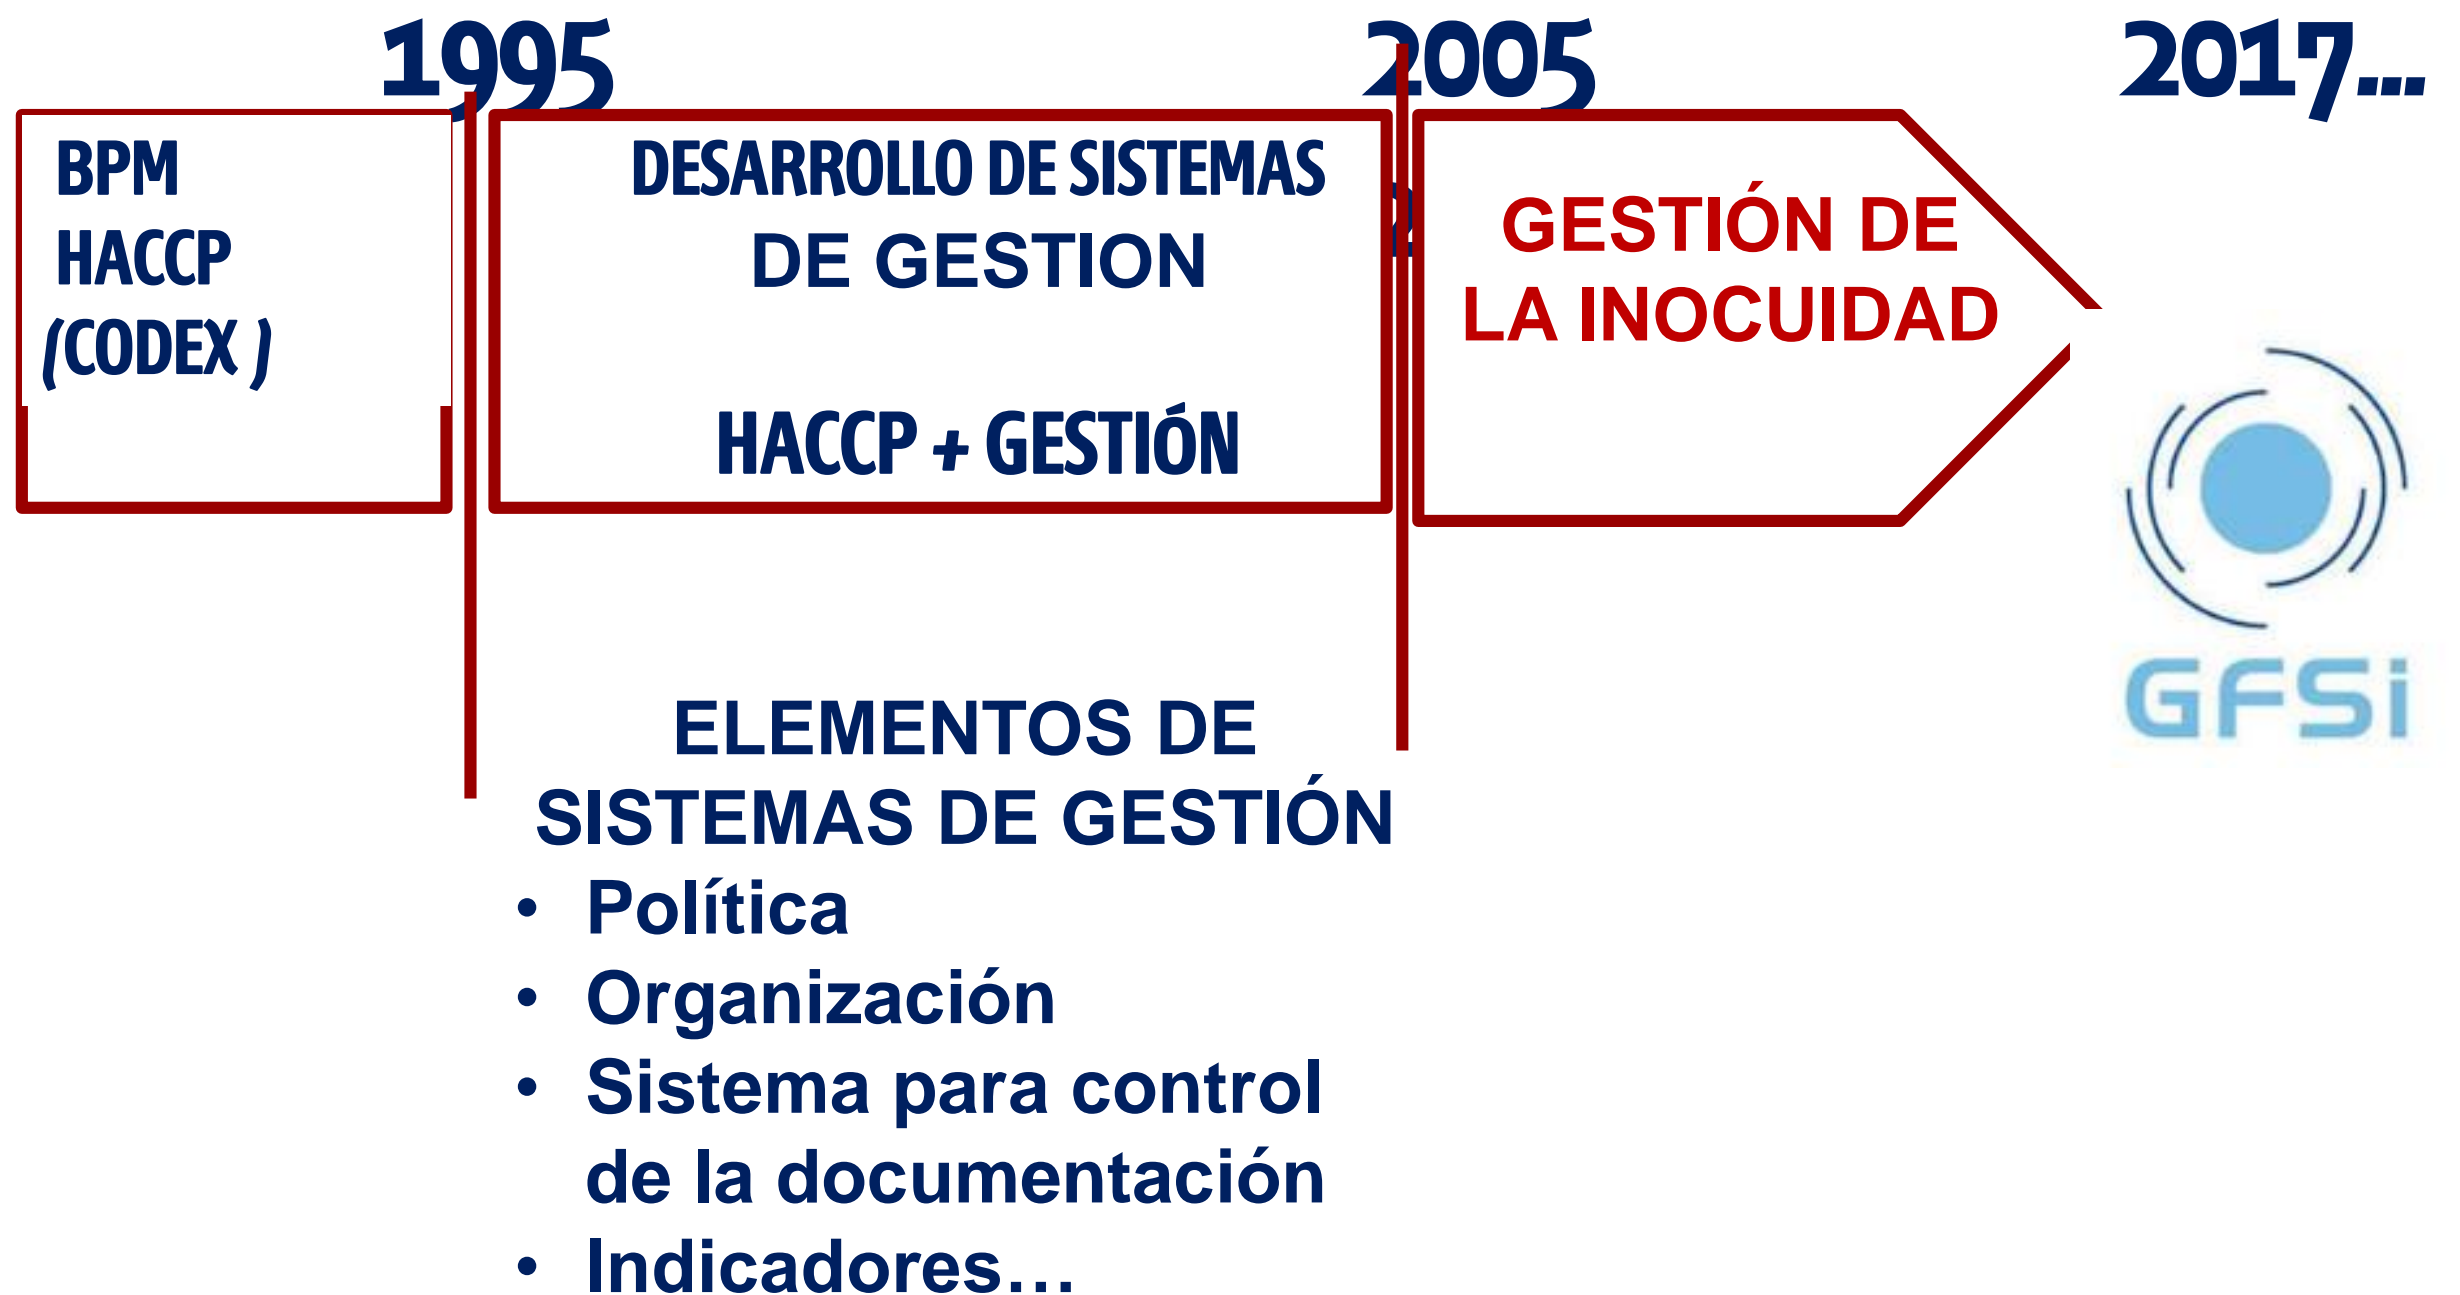 1995
2005
2017...
BPM
HACCP
(CODEX )
DESARROLLO DE SISTEMAS
DE GESTION
HACCP + GESTIÓN
GESTIÓN DE
LA INOCUIDAD
GFSi
ELEMENTOS DE
SISTEMAS DE GESTIÓN
• Política
• Organización
• Sistema para control
de la documentación
• Indicadores…